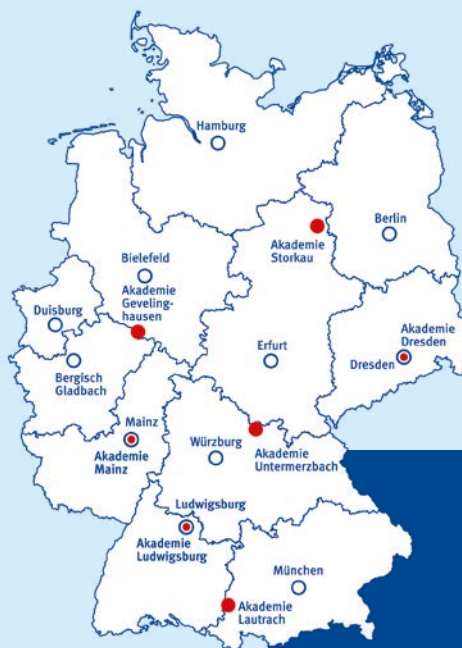 Hamburg
Berlin
Akademie
Storkau
Bielefeld
Akademie
Geveling-
hausen
Duisburg
Bergisch
Gladbach
Erfurt
Akademie
Dresden
Dresden
Mainz
Akademie
Mainz
Würzburg
Akademie
Untermerzbach
Ludwigsburg
Akademie
Ludwigsburg
München
Akademie
Lautrach